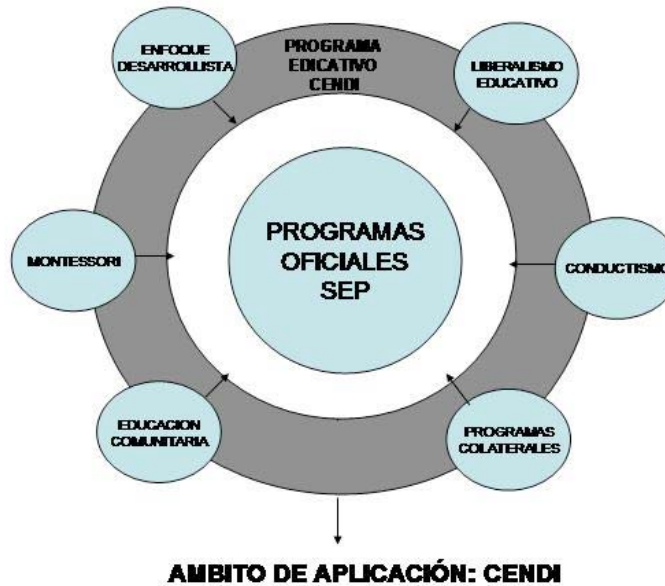 ENFOQUE
DESARROLLISTA
PROGRAMA
EDICATIVO
CENDI
LIBERALISMO
EDUCATIVO
MONTESSORI
PROGRAMAS
OFICIALES
SEP
CONDUCTISMO
EDUCACION
COMUNITARIA
PROGRAMAS
COLATERALES
AMBITO DE APLICACIÓN: CENDI